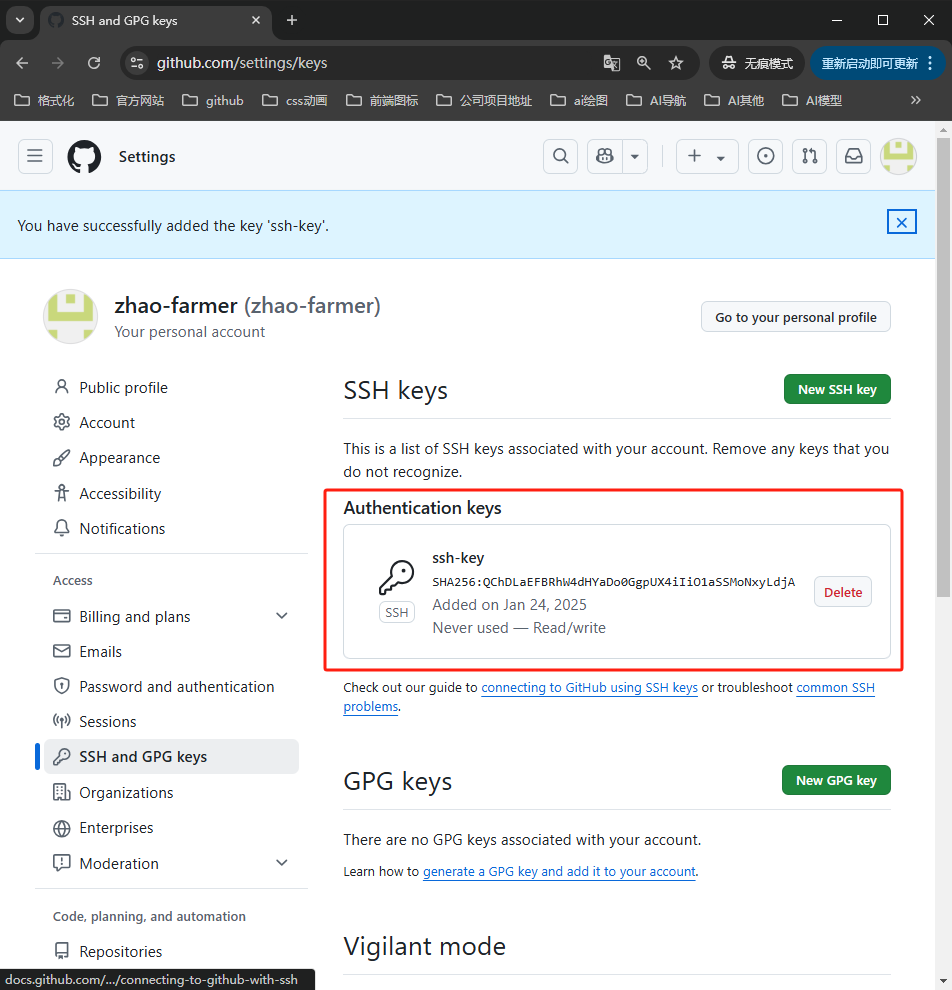 SSH and GPG keys
github.com/settings/keys
无痕模式
重新启动即可更新
格式化
官方网站
github
css动画
前端图标
公司项目地址
ai绘图
AI导航
AI其他
AI模型
Settings
You have successfully added the key 'ssh-key'.
zhao-farmer (zhao-farmer)
Your personal account
Go to your personal profile
Public profile
Account
Appearance
Accessibility
Notifications
Access
Billing and plans
Emails
Password and authentication
Sessions
SSH and GPG keys
Organizations
Enterprises
Moderation
Code, planning, and automation
Repositories
SSH keys
New SSH key
This is a list of SSH keys associated with your account. Remove any keys that you
do not recognize.
Authentication keys
SSH
ssh-key
SHA256:QChDLaEFBRhW4dHYaDo0GgpUX4iIiO1aSSMoNxyLdjA
Added on Jan 24, 2025
Never used — Read/write
Delete
Check out our guide to connecting to GitHub using SSH keys or troubleshoot common SSH
problems.
GPG keys
New GPG key
There are no GPG keys associated with your account.
Learn how to generate a GPG key and add it to your account.
Vigilant mode
docs.github.com/.../connecting-to-github-with-ssh